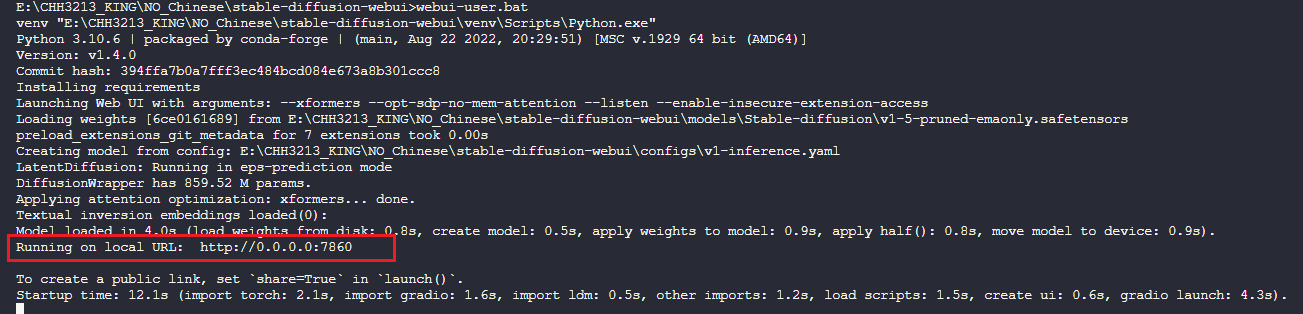 E:\CHH3213_KING\NO_Chinese\stable-diffusion-webui>webui-user.bat
venv "E:\CHH3213_KING\NO_Chinese\stable-diffusion-webui\venv\Scripts\Python.exe"
Python 3.10.6 | packaged by conda-forge | (main, Aug 22 2022, 20:29:51) [MSC v.1929 64 bit (AMD64)]
Version: v1.4.0
Commit hash: 394ffa7b0a7fff3ec484bcd084e673a8b301ccc8
Installing requirements
Launching Web UI with arguments: --xformers --opt-sdp-no-mem-attention --listen --enable-insecure-extension-access
Loading weights [6ce0161689] from E:\CHH3213_KING\NO_Chinese\stable-diffusion-webui\models\Stable-diffusion\v1-5-pruned-emaonly.safetensors
preload_extensions_git_metadata for 7 extensions took 0.00s
Creating model from config: E:\CHH3213_KING\NO_Chinese\stable-diffusion-webui\configs\v1-inference.yaml
LatentDiffusion: Running in eps-prediction mode
DiffusionWrapper has 859.52 M params.
Applying attention optimization: xformers... done.
Textual inversion embeddings loaded(0):
Model loaded in 4.0s (load weights from disk: 0.8s, create model: 0.5s, apply weights to model: 0.9s, apply half(): 0.8s, move model to device: 0.9s).
Running on local URL:  http://0.0.0.0:7860
To create a public link, set `share=True` in `launch()`.
Startup time: 12.1s (import torch: 2.1s, import gradio: 1.6s, import ldm: 0.5s, other imports: 1.2s, load scripts: 1.5s, create ui: 0.6s, gradio launch: 4.3s).